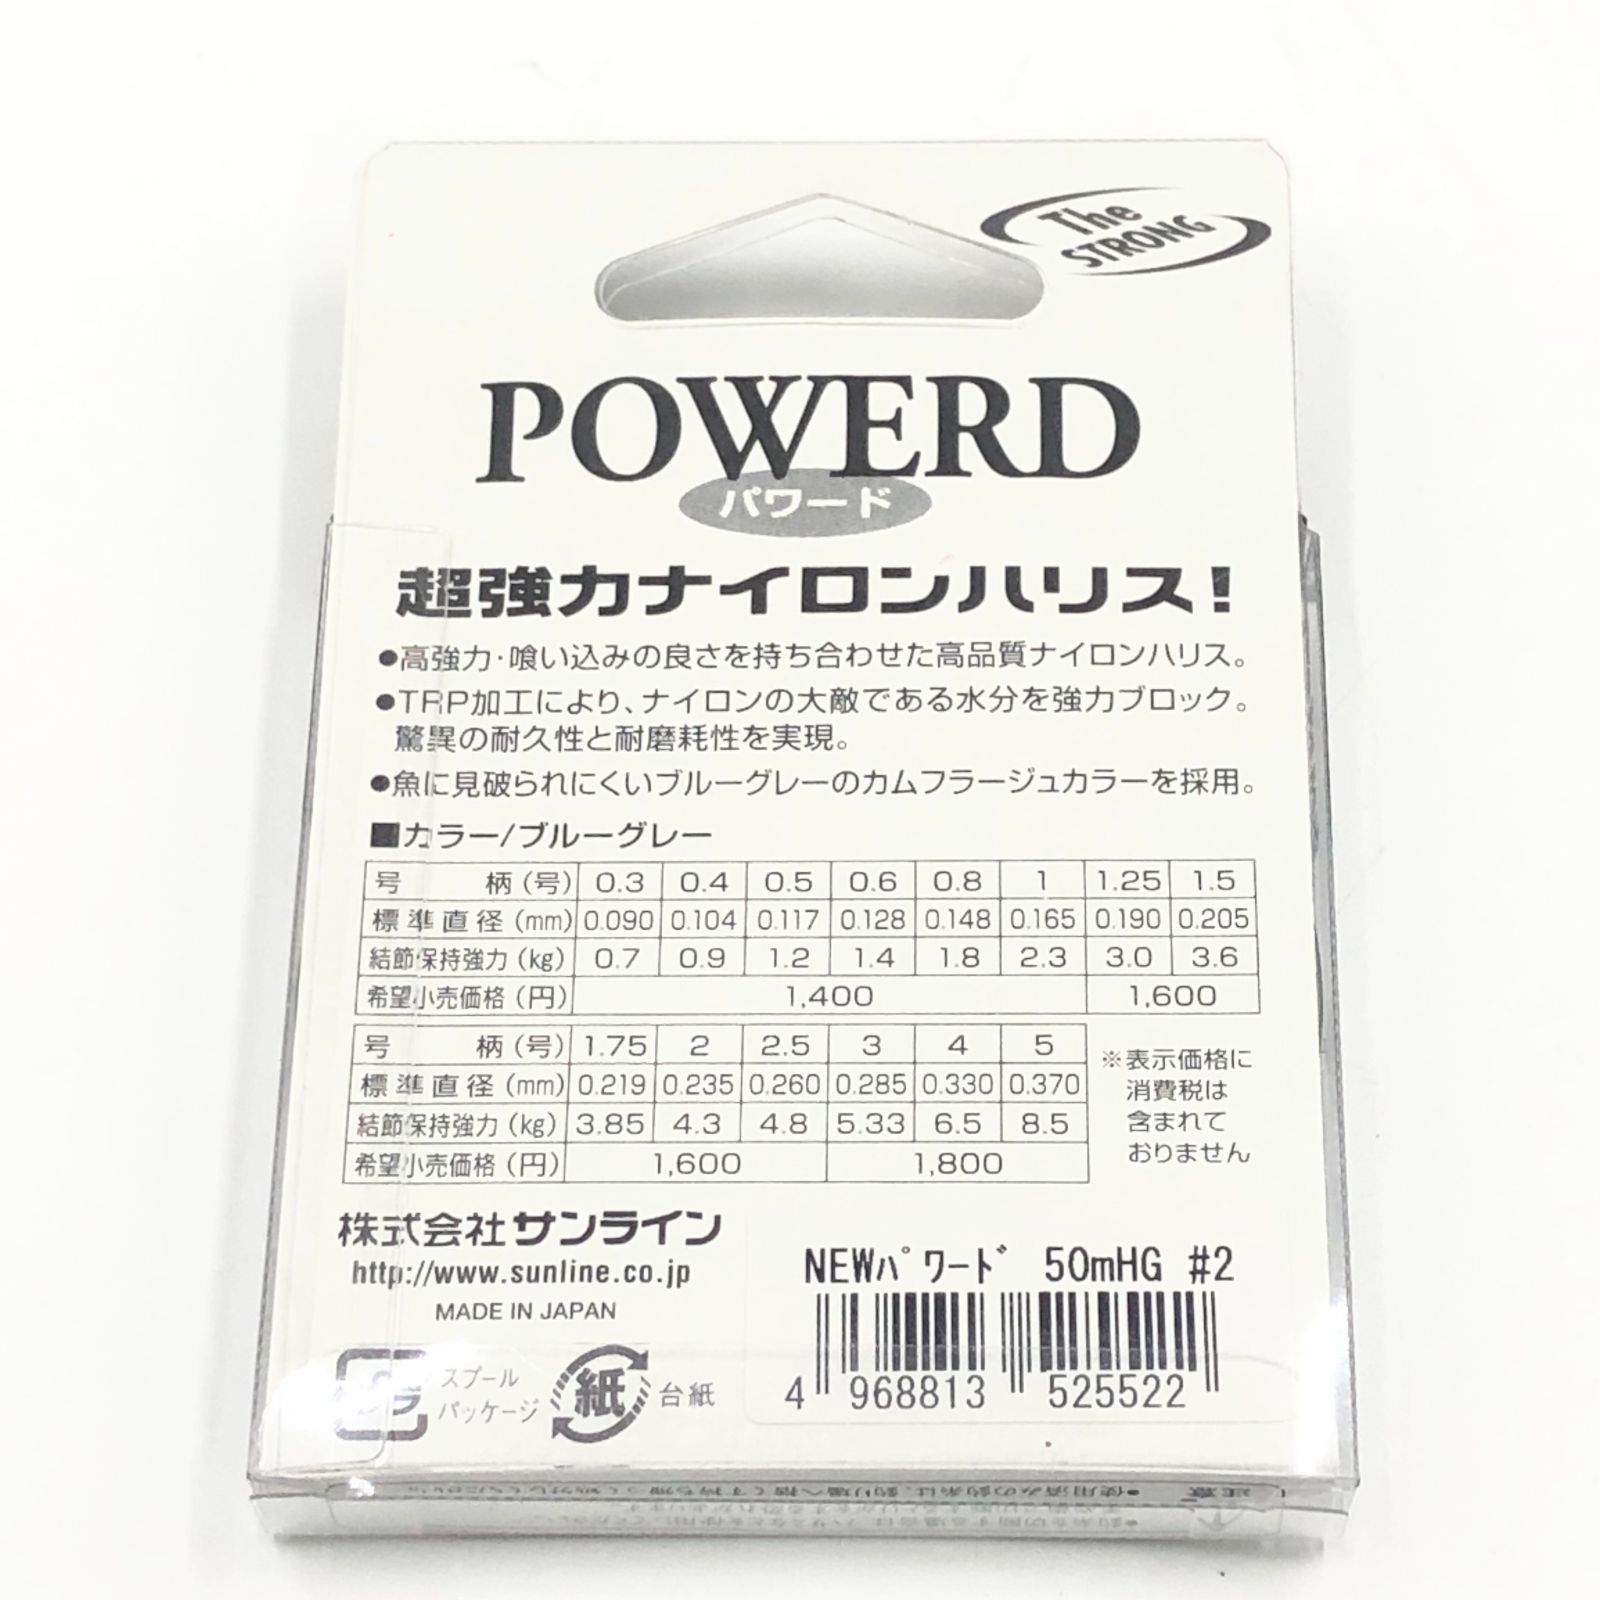 The
STRONG
POWERD
パワード
超強力ナイロンハリス!
●高強力・喰い込みの良さを持ち合わせた高品質ナイロンハリス。
●TRP加工により、ナイロンの大敵である水分を強力ブロック。
驚異の耐久性と耐磨耗性を実現。
●魚に見破られにくいブルーグレーのカムフラージュカラーを採用。
■カラー/ブルーグレー
号柄(号) 0.3 0.4 0.5 0.6 0.8 1 1.25 1.5
標準直径(mm) 0.090 0.104 0.117 0.128 0.148 0.165 0.190 0.205
結節保持強力(kg) 0.7 0.9 1.2 1.4 1.8 2.3 3.0 3.6
希望小売価格(円) 1,400 1,600
号柄(号) 1.75 2 2.5 3 4 5
標準直径(mm) 0.219 0.235 0.260 0.285 0.330 0.370
結節保持強力(kg) 3.85 4.3 4.8 5.33 6.5 8.5
希望小売価格(円) 1,600 1,800
※表示価格に
消費税は
含まれて
おりません
株式会社サンライン
http://www.sunline.co.jp
MADE IN JAPAN
プラ
スプール
パッケージ
紙
台紙
NEWパワード 50mHG #2
4 968813 525522